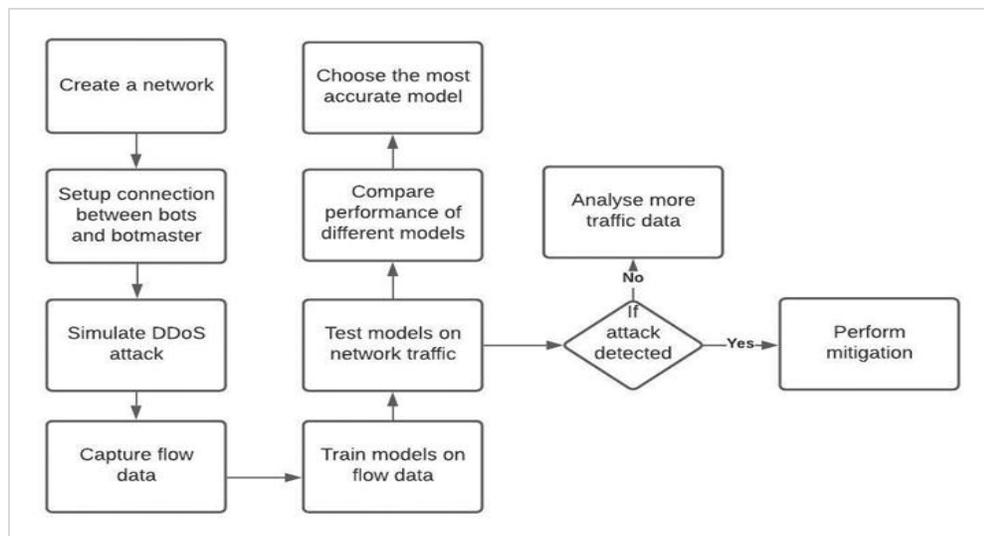 Create a network
Setup connection
between bots
and botmaster
Simulate DDoS
attack
Capture flow
data
Train models on
flow data
Test models on
network traffic
Compare
performance of
different models
Choose the most
accurate model
If
attack
detected
No
Analyse more
traffic data
Yes
Perform
mitigation